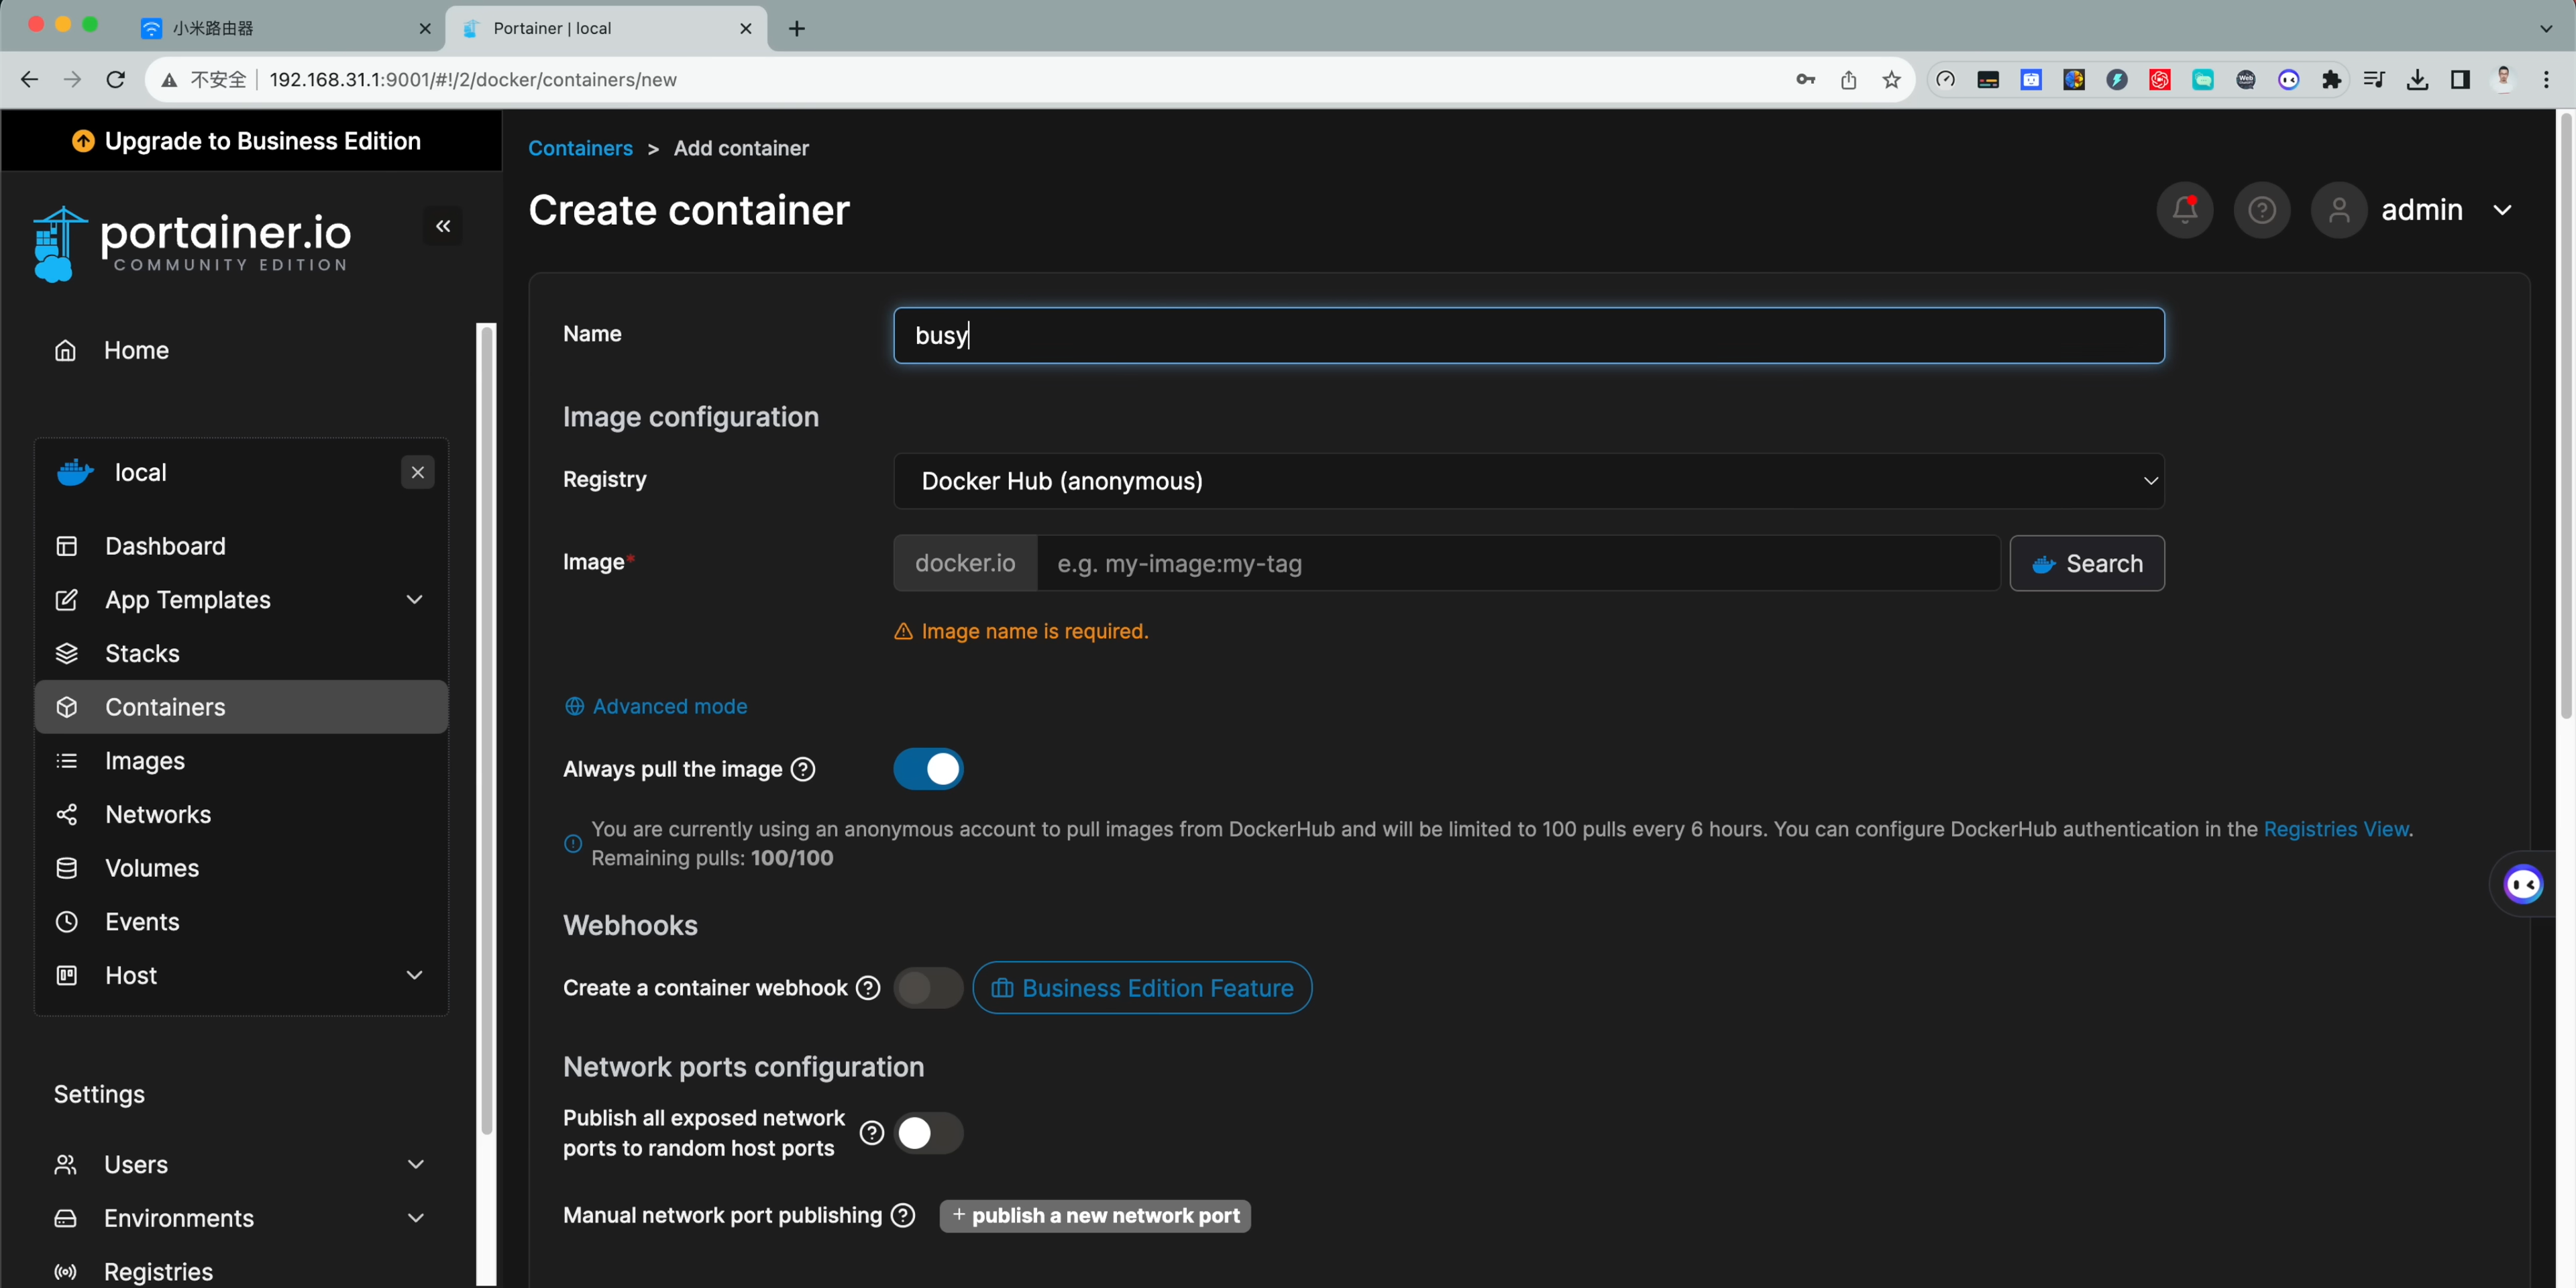 小米路由器
Portainer | local
不安全
192.168.31.1:9001/#!/2/docker/containers/new
Upgrade to Business Edition
portainer.io
COMMUNITY EDITION
Home
local
Dashboard
App Templates
Stacks
Containers
Images
Networks
Volumes
Events
Host
Settings
Users
Environments
Registries
Containers > Add container
Create container
admin
Name
busy
Image configuration
Registry
Docker Hub (anonymous)
Image*
docker.io
e.g. my-image:my-tag
Search
Image name is required.
Advanced mode
Always pull the image
You are currently using an anonymous account to pull images from DockerHub and will be limited to 100 pulls every 6 hours. You can configure DockerHub authentication in the Registries View.
Remaining pulls: 100/100
Webhooks
Create a container webhook
Business Edition Feature
Network ports configuration
Publish all exposed network
ports to random host ports
Manual network port publishing
+ publish a new network port